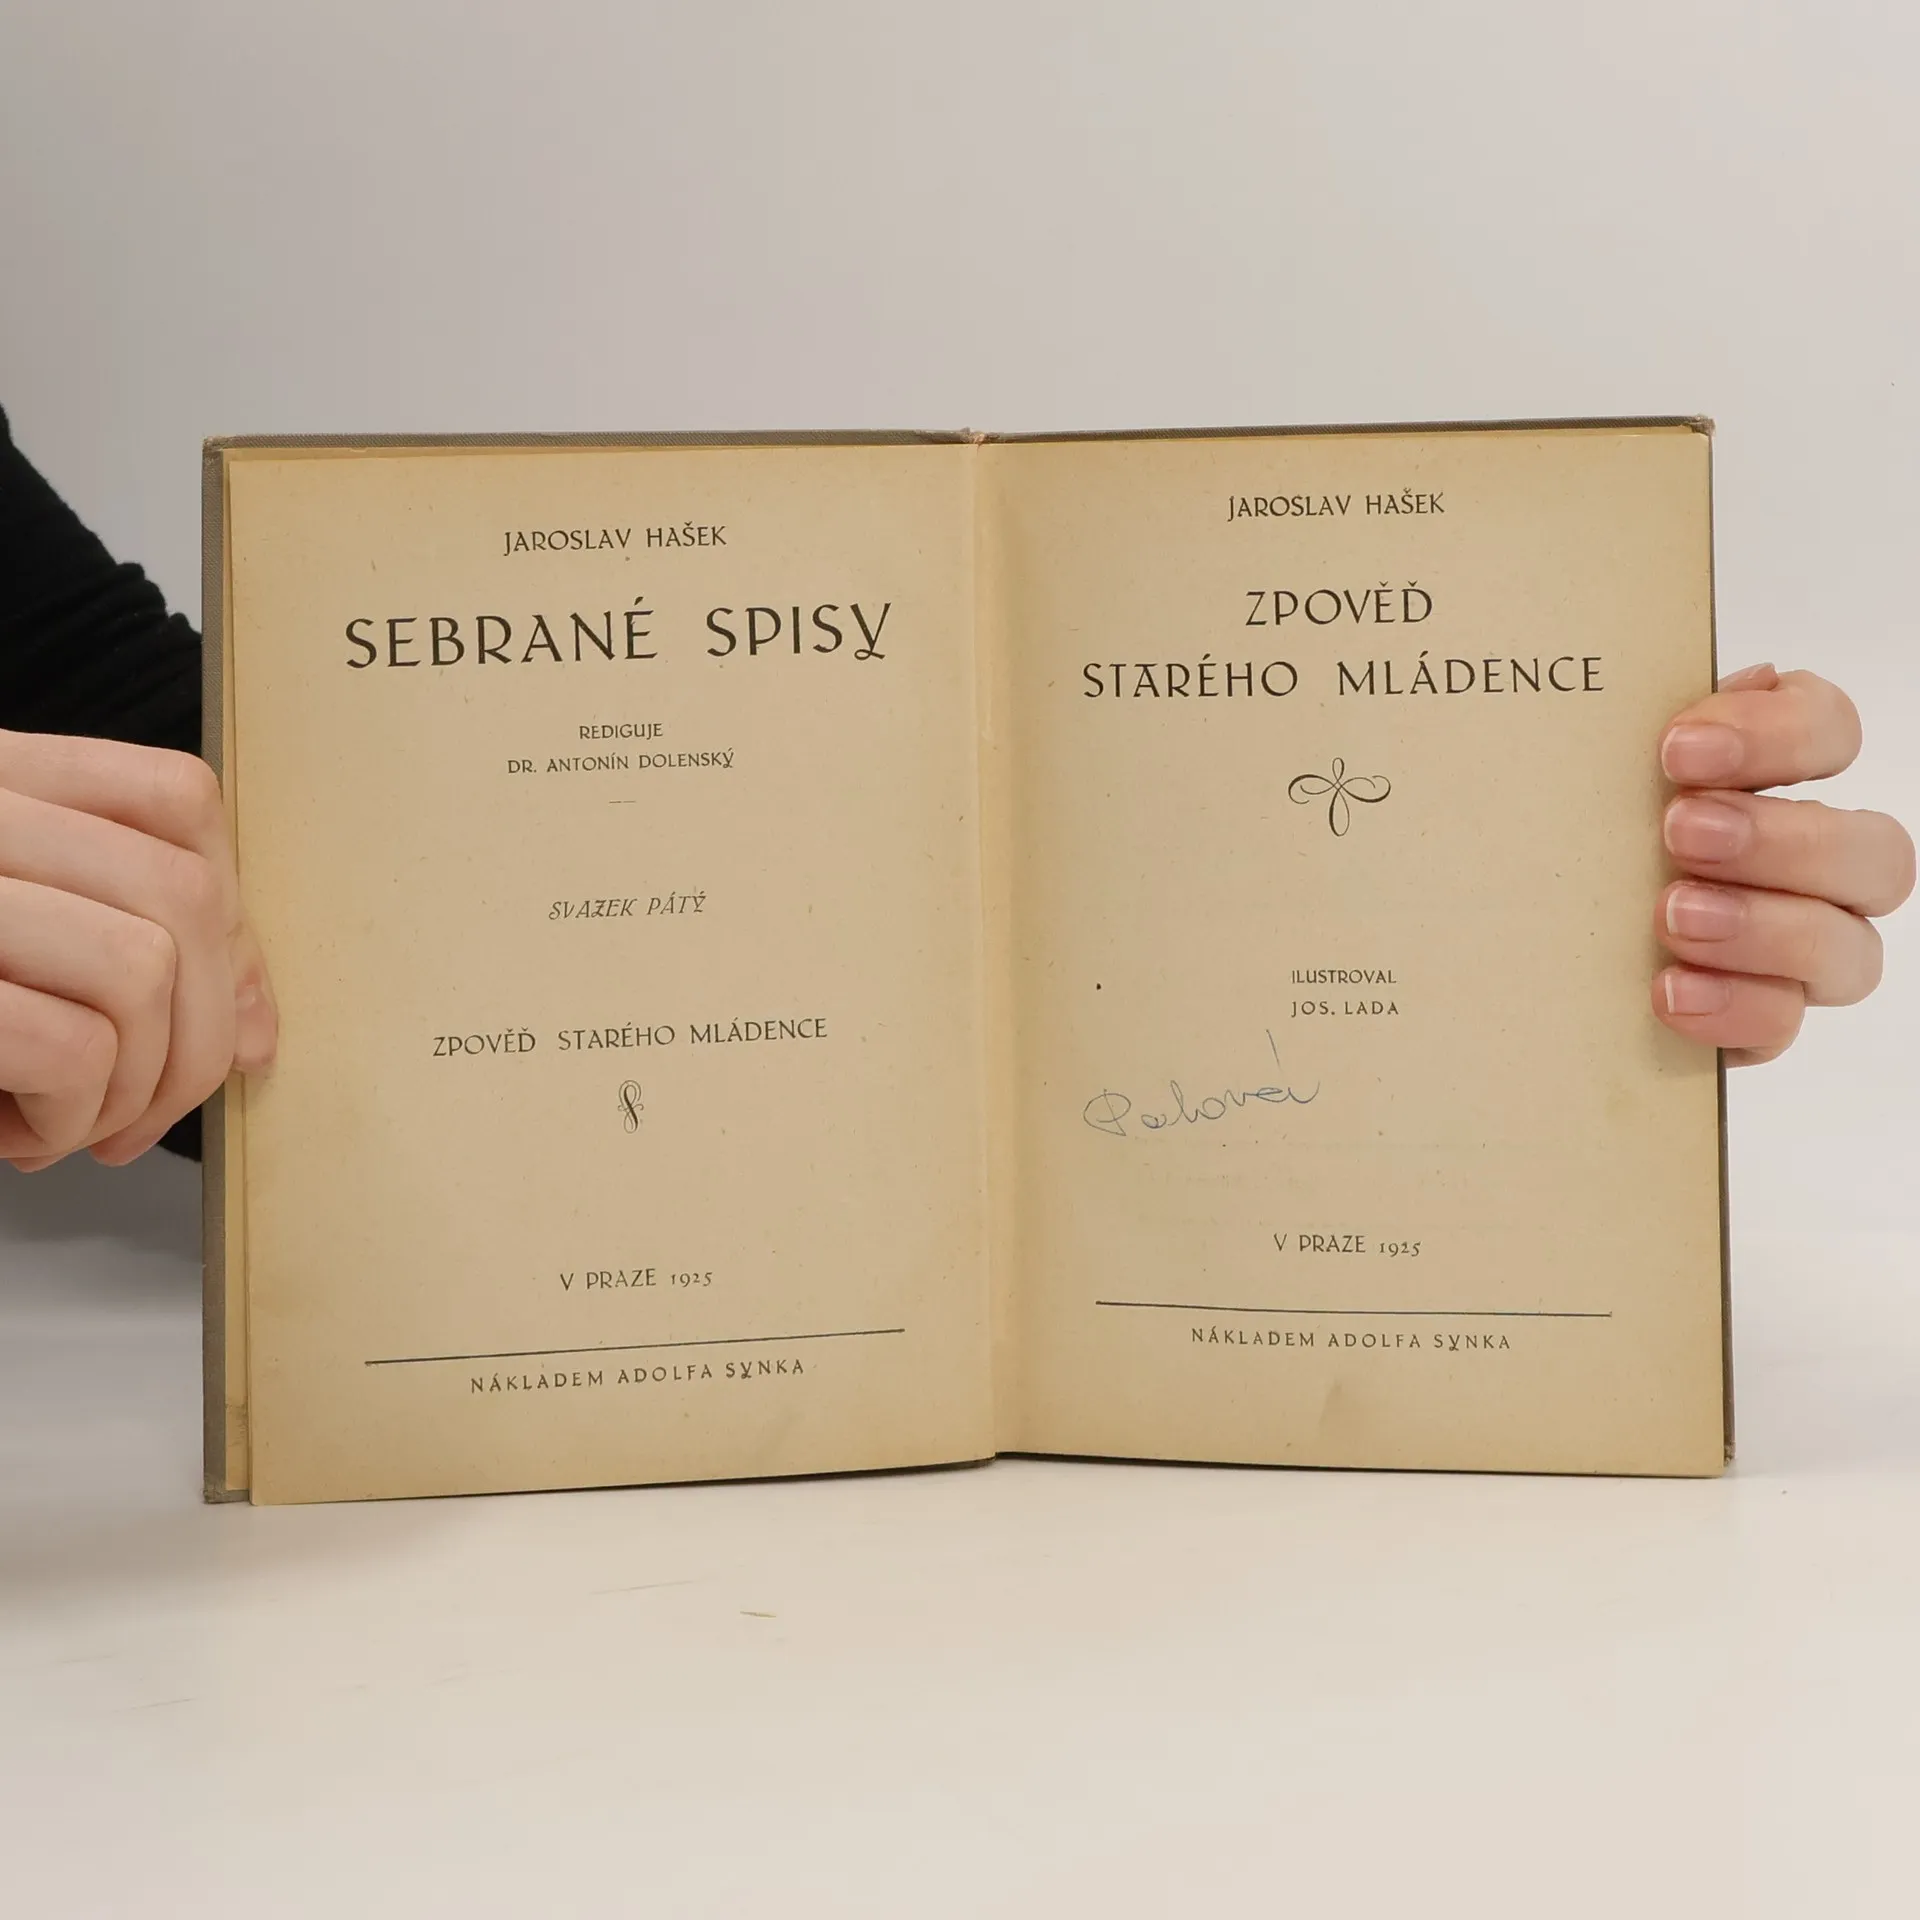 JAROSLAV HAŠEK
SEBRANÉ SPISY
REDIGUJE
DR. ANTONÍN DOLENSKÝ
SVAZEK PÁTÝ
ZPOVĚĎ STARÉHO MLÁDENCE
V PRAZE 1925
NÁKLADEM ADOLFA SYNKA
JAROSLAV HAŠEK
ZPOVĚĎ
STARÉHO MLÁDENCE
ILUSTROVAL
JOS. LADA
V PRAZE 1925
NÁKLADEM ADOLFA SYNKA